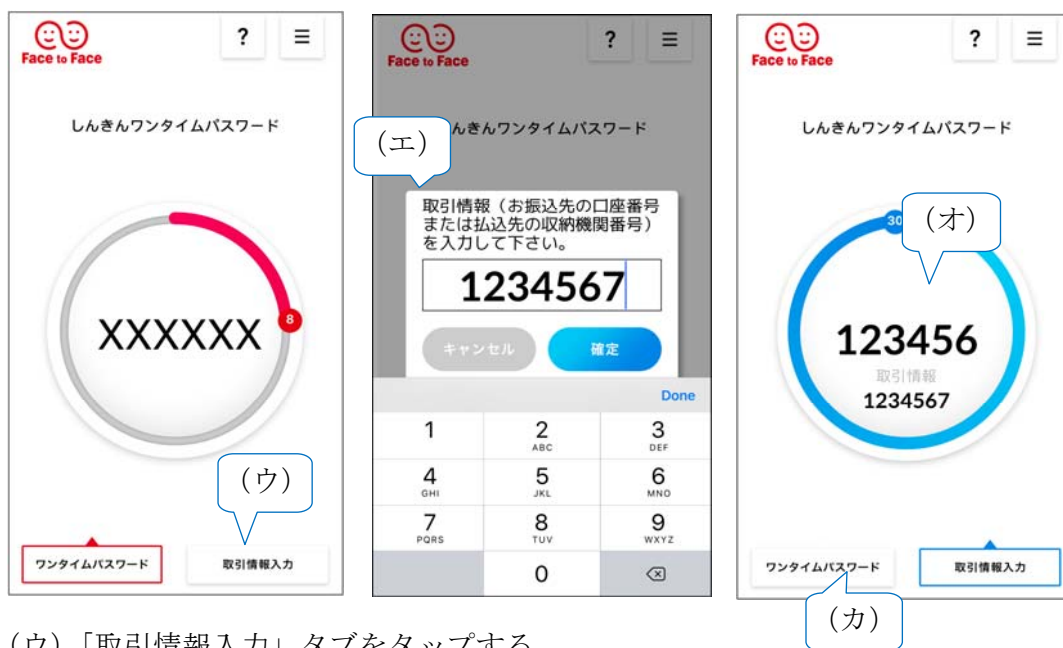 Face to Face
?
しんきんワンタイムパスワード
XXXXXX
8
(ウ)
ワンタイムパスワード
取引情報入力
Face to Face
?
んきんワンタイムパスワード
(エ)
取引情報（お振込先の口座番号
または払込先の収納機関番号）
を入力して下さい。
1234567
キャンセル
確定
Done
1
2
ABC
3
DEF
4
GHI
5
JKL
6
MNO
7
PQRS
8
TUV
9
WXYZ
0
Face to Face
?
しんきんワンタイムパスワード
30
(オ)
123456
取引情報
1234567
ワンタイムパスワード
取引情報入力
(カ)
(ウ)「取引情報入力」タブをタップする